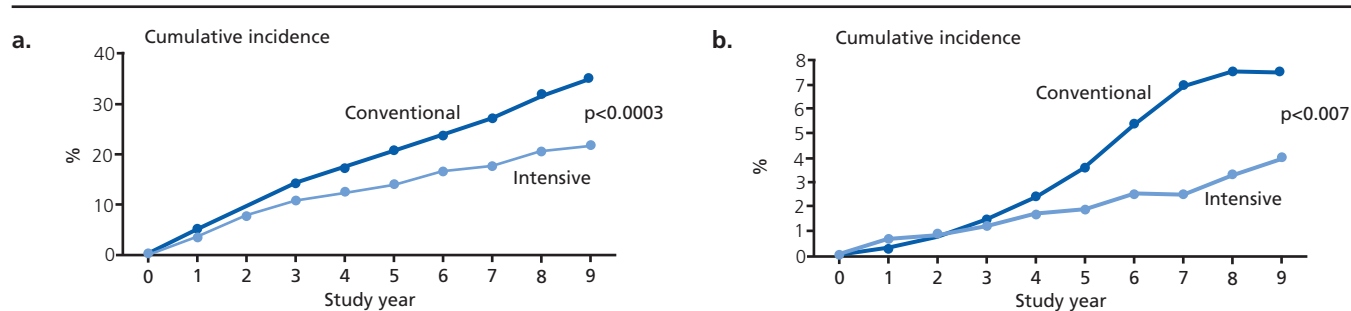 a.
Cumulative incidence
40
30
20
10
0
%
Conventional
p<0.0003
Intensive
0 1 2 3 4 5 6 7 8 9
Study year
b.
Cumulative incidence
8
7
6
5
4
3
2
1
0
%
Conventional
p<0.007
Intensive
0 1 2 3 4 5 6 7 8 9
Study year